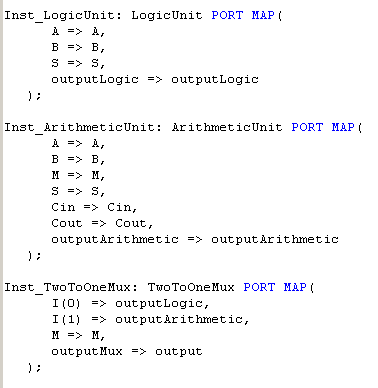 Inst_LogicUnit: LogicUnit PORT MAP(
A => A,
B => B,
S => S,
outputLogic => outputLogic
);
Inst_ArithmeticUnit: ArithmeticUnit PORT MAP(
A => A,
B => B,
M => M,
S => S,
Cin => Cin,
Cout => Cout,
outputArithmetic => outputArithmetic
);
Inst_TwoToOneMux: TwoToOneMux PORT MAP(
I(0) => outputLogic,
I(1) => outputArithmetic,
M => M,
outputMux => output
);